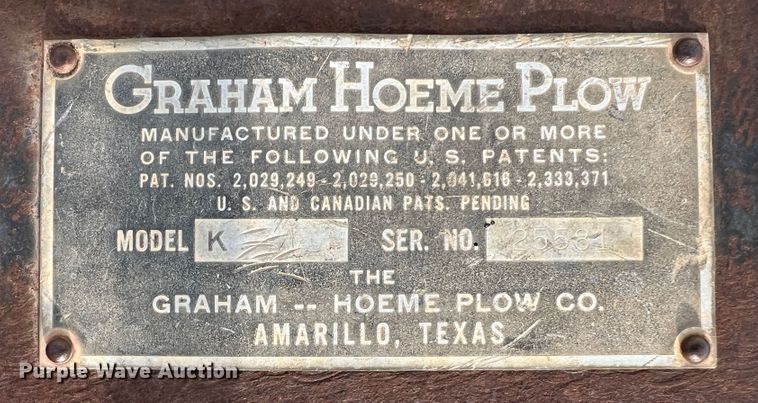 GRAHAM HOEME PLOW
MANUFACTURED UNDER ONE OR MORE
OF THE FOLLOWING U. S. PATENTS:
PAT. NOS. 2,029,249 - 2,029,250 - 2,041,616 - 2,333,371
U. S. AND CANADIAN PATS. PENDING
MODEL K SER. NO. 25581
THE
GRAHAM -- HOEME PLOW CO.
AMARILLO, TEXAS
Purple Wave Auction